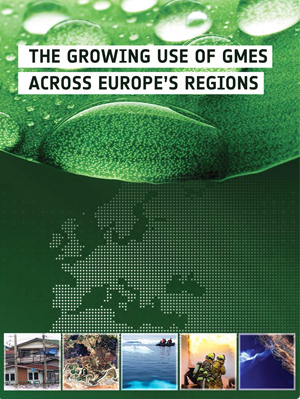 THE GROWING USE OF GMES
ACROSS EUROPE'S REGIONS